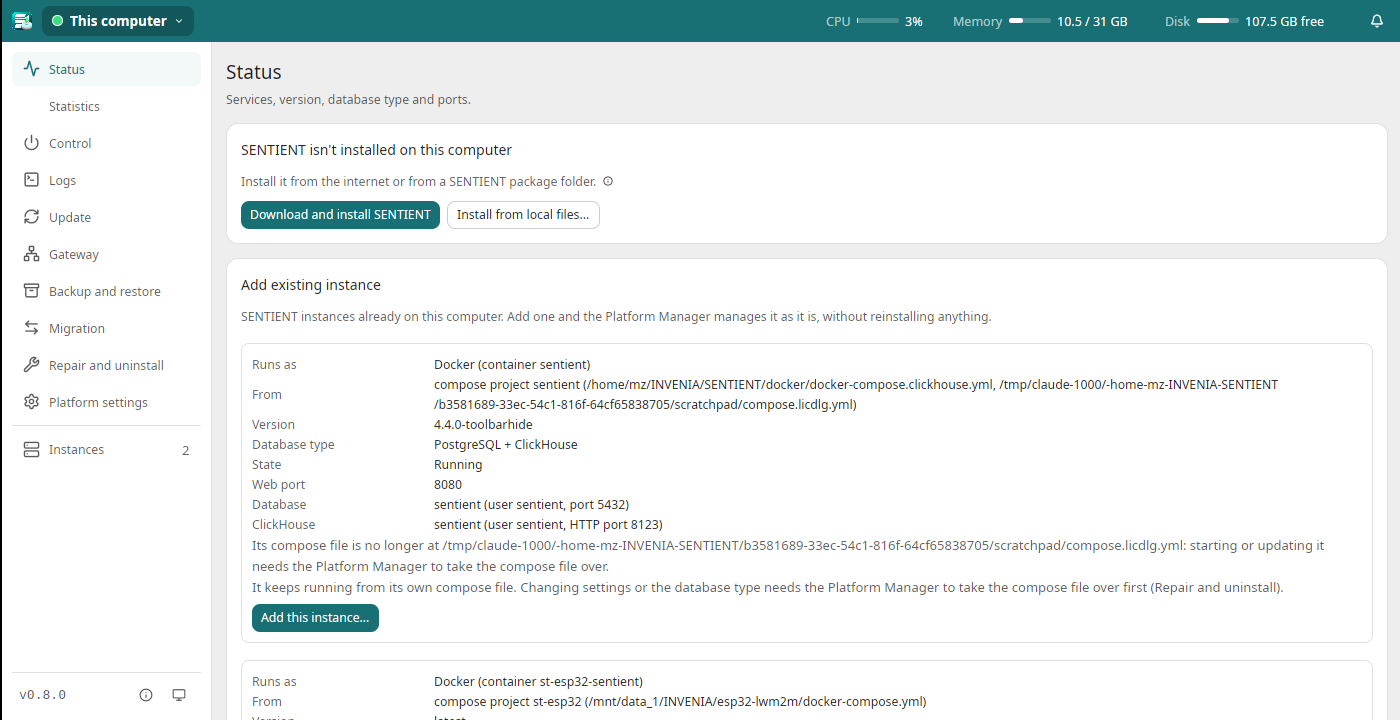 This computer
CPU 3% Memory 10.5 / 31 GB Disk 107.5 GB free
Status
Statistics
Control
Logs
Update
Gateway
Backup and restore
Migration
Repair and uninstall
Platform settings
Instances 2
v0.8.0
Status
Services, version, database type and ports.
SENTIENT isn't installed on this computer
Install it from the internet or from a SENTIENT package folder.
Download and install SENTIENT Install from local files...
Add existing instance
SENTIENT instances already on this computer. Add one and the Platform Manager manages it as it is, without reinstalling anything.
Runs as Docker (container sentient)
From compose project sentient (/home/mz/INVENIA/SENTIENT/docker/docker-compose.clickhouse.yml, /tmp/claude-1000/-home-mz-INVENIA-SENTIENT
/b3581689-33ec-54c1-816f-64cf65838705/scratchpad/compose.licdlg.yml)
Version 4.4.0-toolbarhide
Database type PostgreSQL + ClickHouse
State Running
Web port 8080
Database sentient (user sentient, port 5432)
ClickHouse sentient (user sentient, HTTP port 8123)
Its compose file is no longer at /tmp/claude-1000/-home-mz-INVENIA-SENTIENT/b3581689-33ec-54c1-816f-64cf65838705/scratchpad/compose.licdlg.yml: starting or updating it
needs the Platform Manager to take the compose file over.
It keeps running from its own compose file. Changing settings or the database type needs the Platform Manager to take the compose file over first (Repair and uninstall).
Add this instance...
Runs as Docker (container st-esp32-sentient)
From compose project st-esp32 (/mnt/data_1/INVENIA/esp32-lwm2m/docker-compose.yml)
Version latest